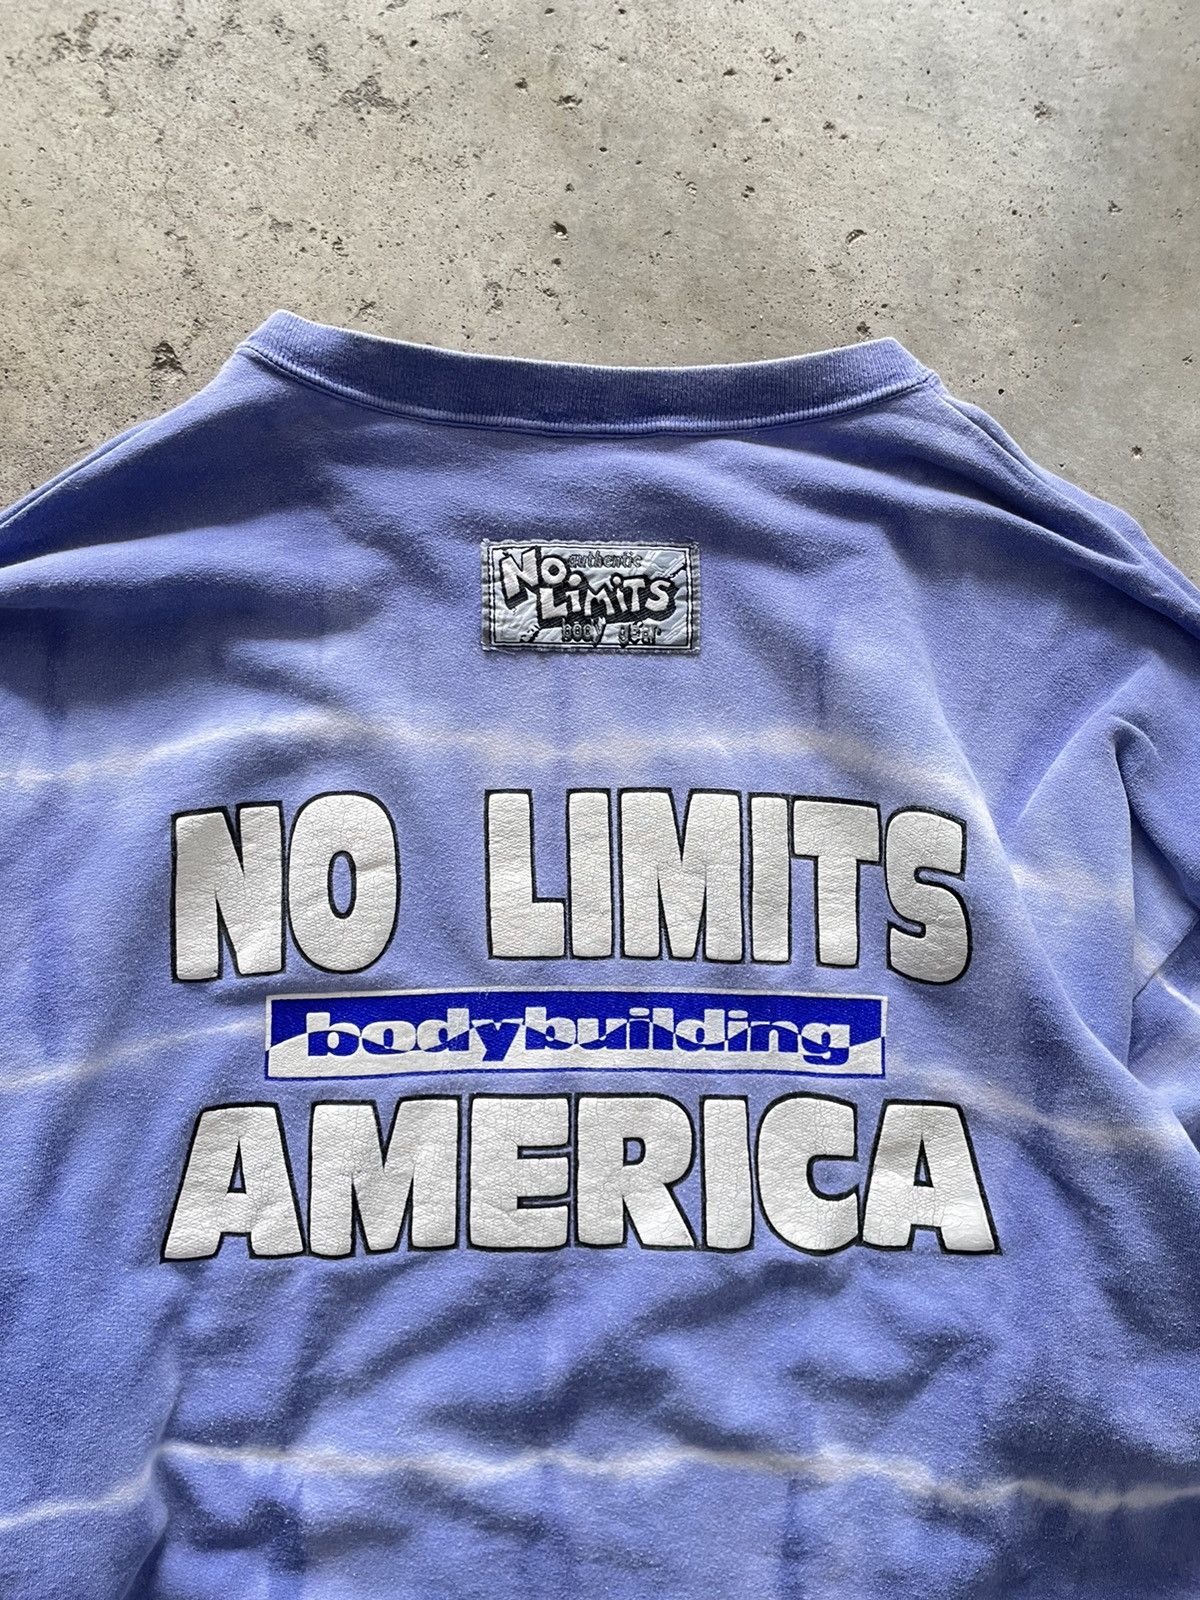 authentic
NO LIMITS
body gear
NO LIMITS
bodybuilding
AMERICA